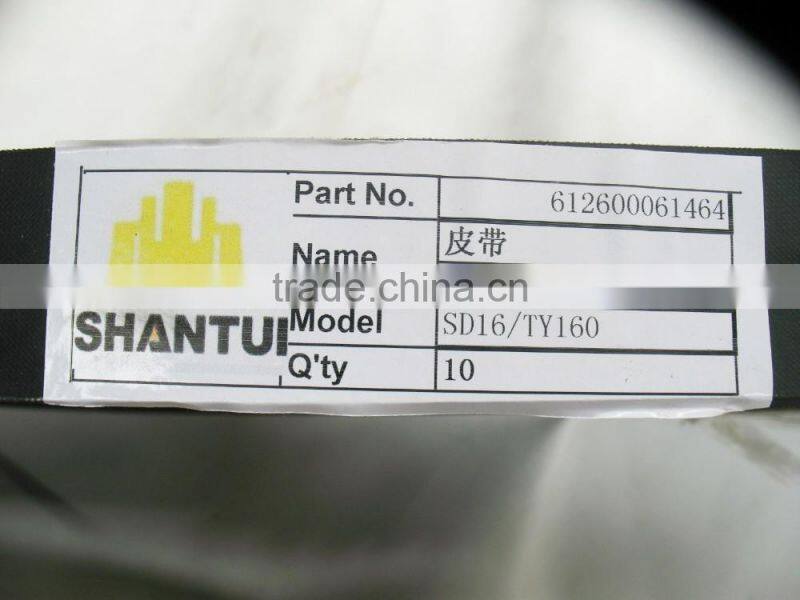 SHANTUI
Part No. 612600061464
Name 皮带
Model SD16/TY160
Q'ty 10
trade.china.cn